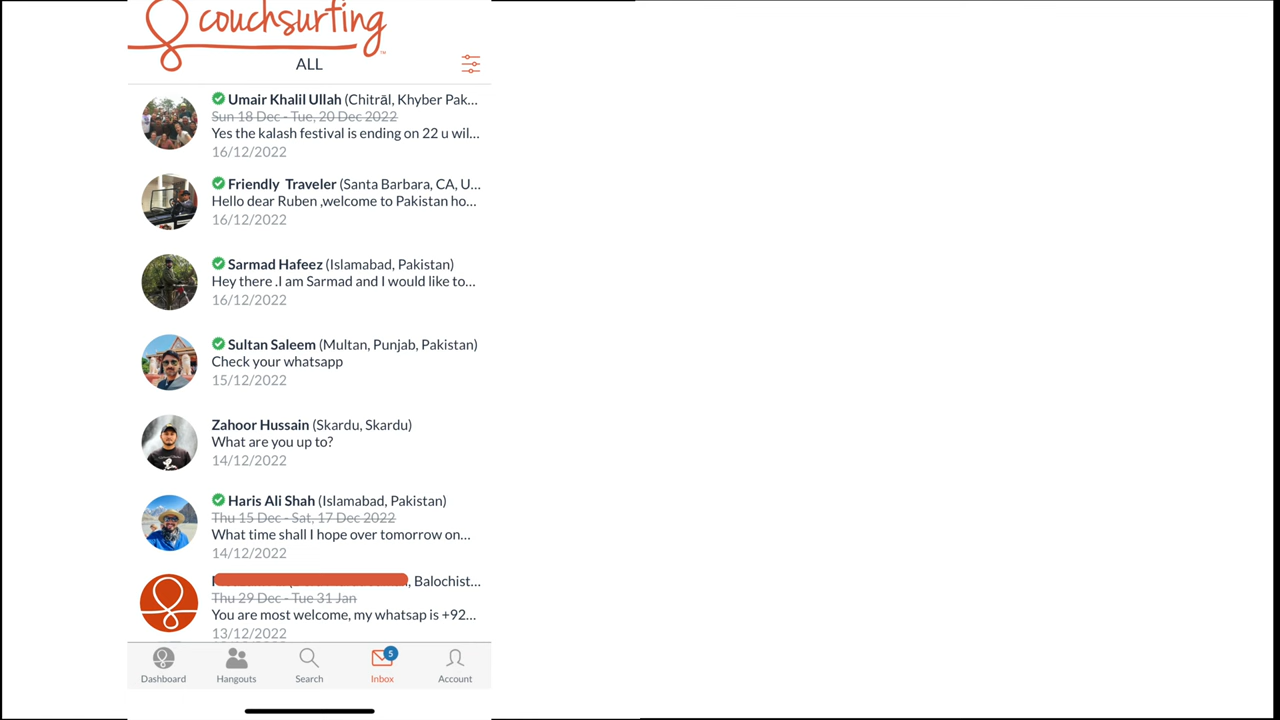 couchsurfing™
ALL
Umair Khalil Ullah (Chitrāl, Khyber Pak...
Sun 18 Dec - Tue, 20 Dec 2022
Yes the kalash festival is ending on 22 u wil...
16/12/2022
Friendly Traveler (Santa Barbara, CA, U...
Hello dear Ruben ,welcome to Pakistan ho...
16/12/2022
Sarmad Hafeez (Islamabad, Pakistan)
Hey there .I am Sarmad and I would like to...
16/12/2022
Sultan Saleem (Multan, Punjab, Pakistan)
Check your whatsapp
15/12/2022
Zahoor Hussain (Skardu, Skardu)
What are you up to?
14/12/2022
Haris Ali Shah (Islamabad, Pakistan)
Thu 15 Dec - Sat, 17 Dec 2022
What time shall I hope over tomorrow on...
14/12/2022
, Balochist...
Thu 29 Dec - Tue 31 Jan
You are most welcome, my whatsap is +92...
13/12/2022
5
Dashboard Hangouts Search Inbox Account